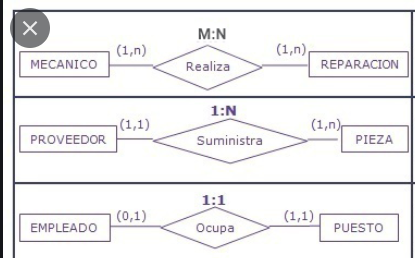 M:N
(1,n) (1,n)
MECANICO Realiza REPARACION
1:N
(1,1) (1,n)
PROVEEDOR Suministra PIEZA
1:1
(0,1) (1,1)
EMPLEADO Ocupa PUESTO